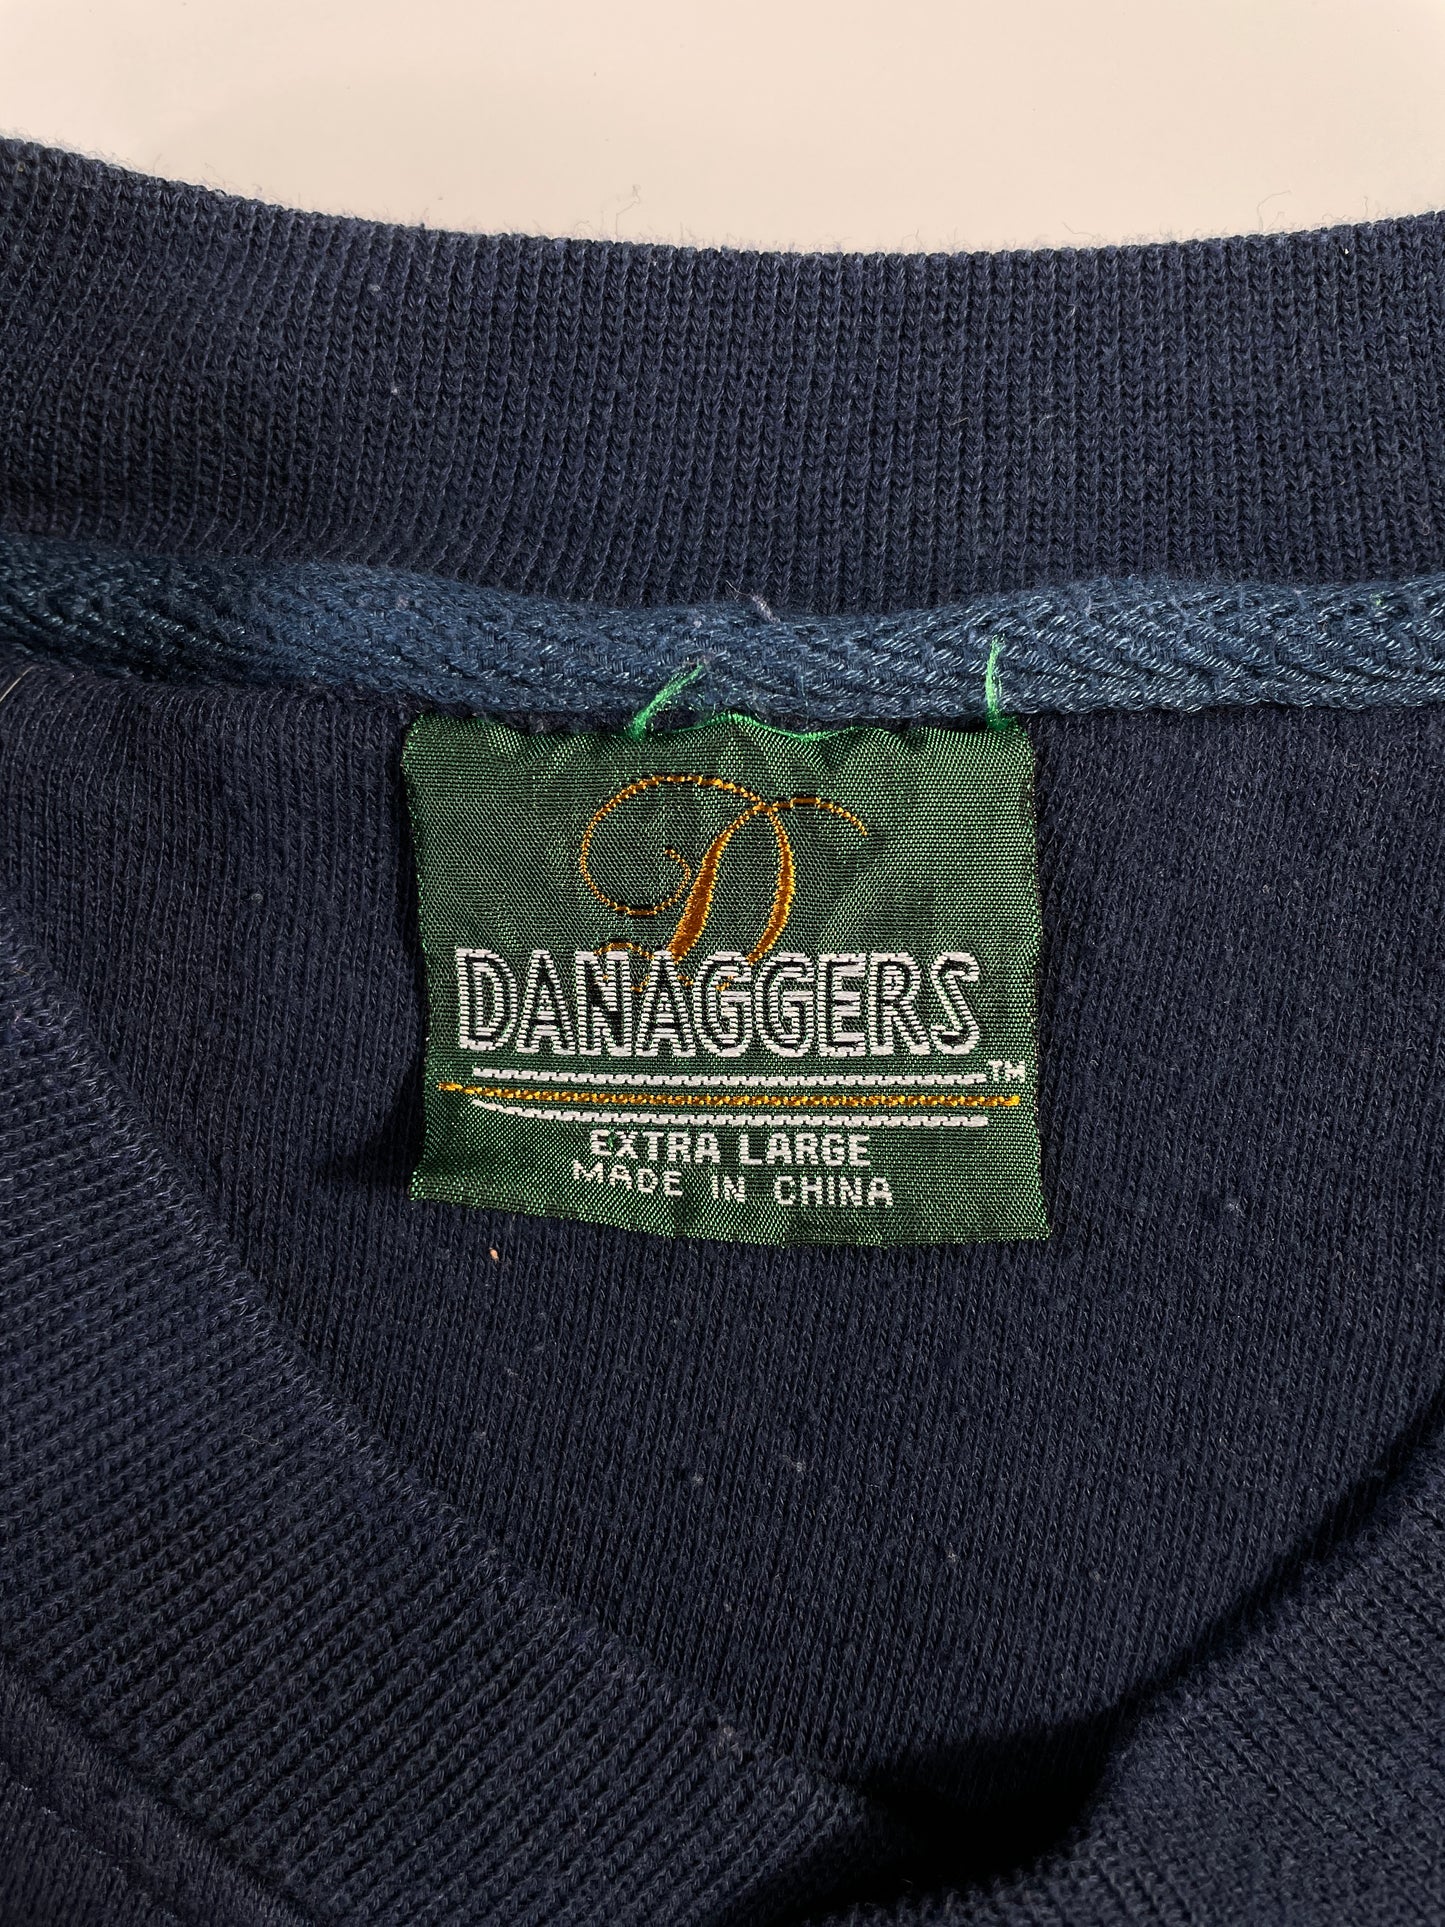 D
DANAGGERS
TM
EXTRA LARGE
MADE IN CHINA